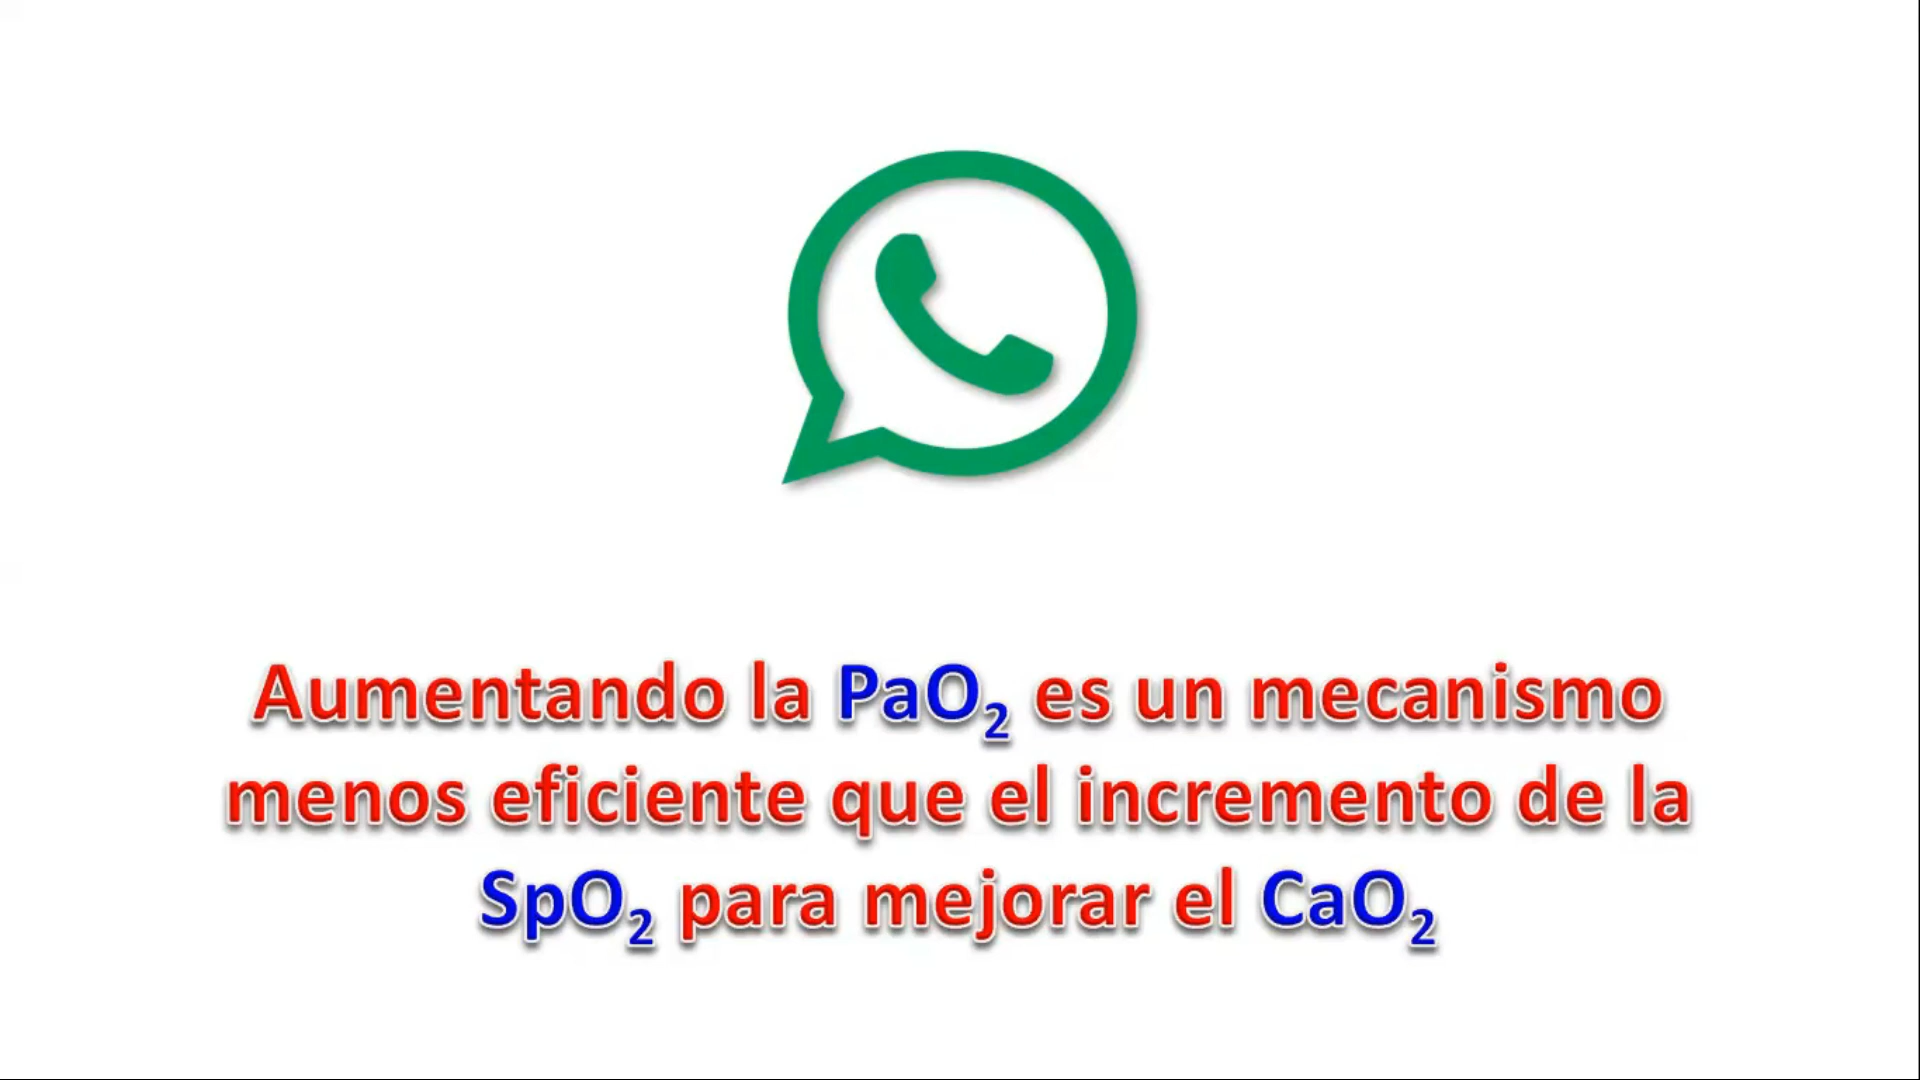 Aumentando la PaO₂ es un mecanismo
menos eficiente que el incremento de la
SpO₂ para mejorar el CaO₂